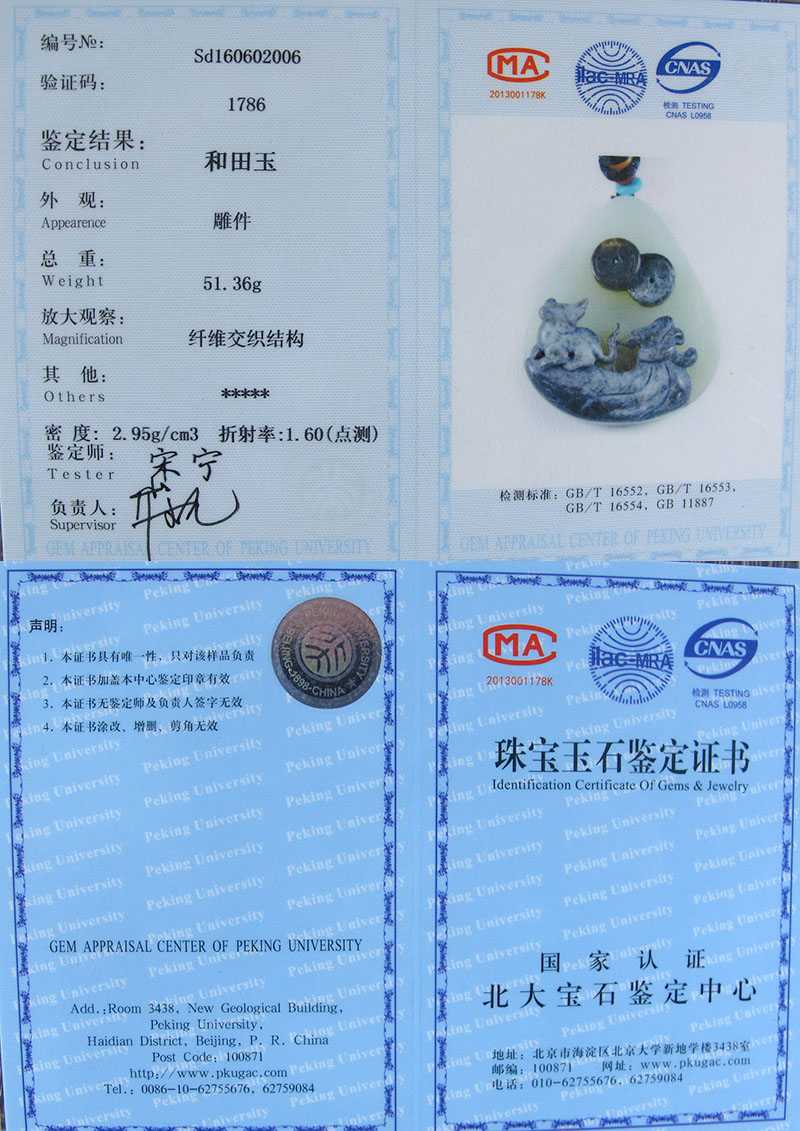 编号№:
Sd160602006
验证码:
1786
鉴定结果:
Conclusion
和田玉
外 观:
Appearence
雕件
总 重:
Weight
51.36g
放大观察:
Magnification
纤维交织结构
其 他:
Others
*****
密 度: 2.95g/cm3 折射率:1.60(点测)
鉴定师:
Tester
宋宁
负责人:
Supervisor
GEM APPRAISAL CENTER OF PEKING UNIVERSITY
MA
2013001178K
ilac-MRA
CNAS
检测 TESTING
CNAS L0958
检测标准: GB/T 16552, GB/T 16553,
GB/T 16554, GB 11887
GEM APPRAISAL CENTER OF PEKING UNIVERSITY
声明:
1. 本证书具有唯一性，只对该样品负责
2. 本证书加盖本中心鉴定印章有效
3. 本证书无鉴定师及负责人签字无效
4. 本证书涂改、增删、剪角无效
GEM APPRAISAL CENTER OF PEKING UNIVERSITY
Add.:Room 3438, New Geological Building,
Peking University,
Haidian District, Beijing, P. R. China
Post Code: 100871
http://www.pkugac.com
Tel.: 0086-10-62755676, 62759084
MA
2013001178K
ilac-MRA
CNAS
检测 TESTING
CNAS L0958
珠宝玉石鉴定证书
Identification Certificate Of Gems & Jewelry
国家认证
北大宝石鉴定中心
地址: 北京市海淀区北京大学新地学楼3438室
邮编: 100871 网址: www.pkugac.com
电话: 010-62755676, 62759084